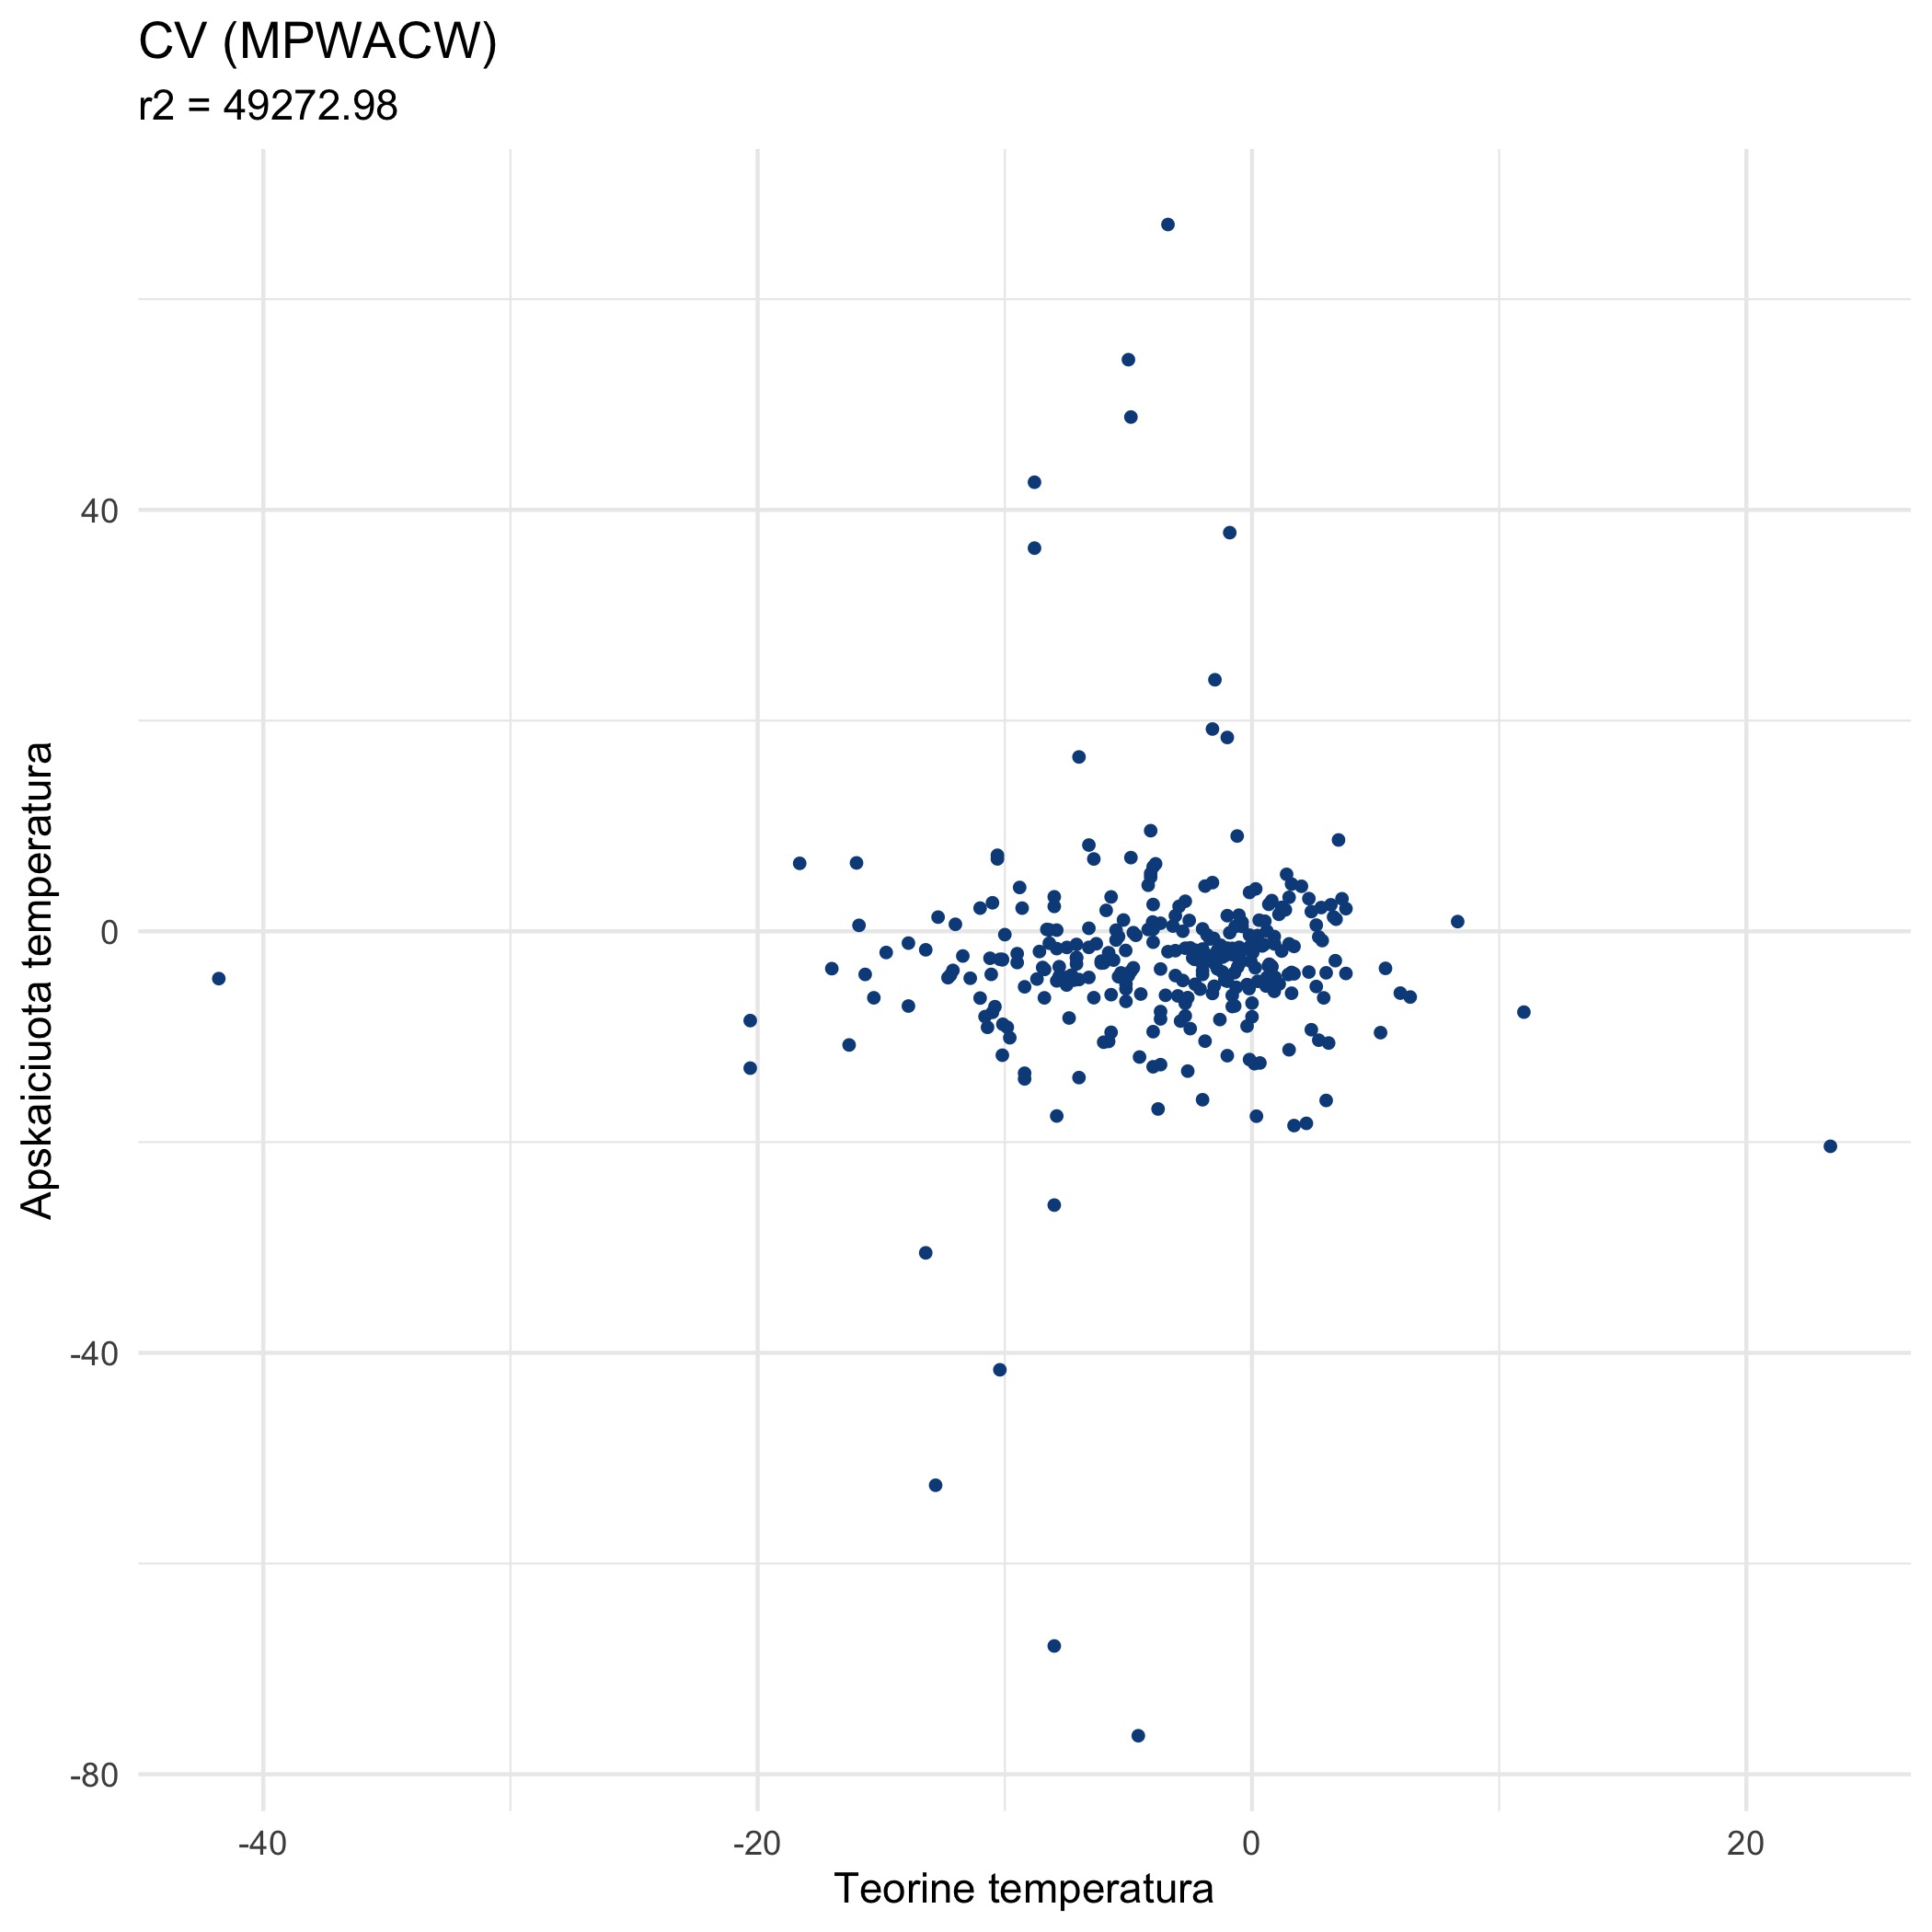 CV (MPWACW)
r2 = 49272.98
40
0
-40
-80
Apskaiciuota temperatura
-40
-20
0
20
Teorine temperatura